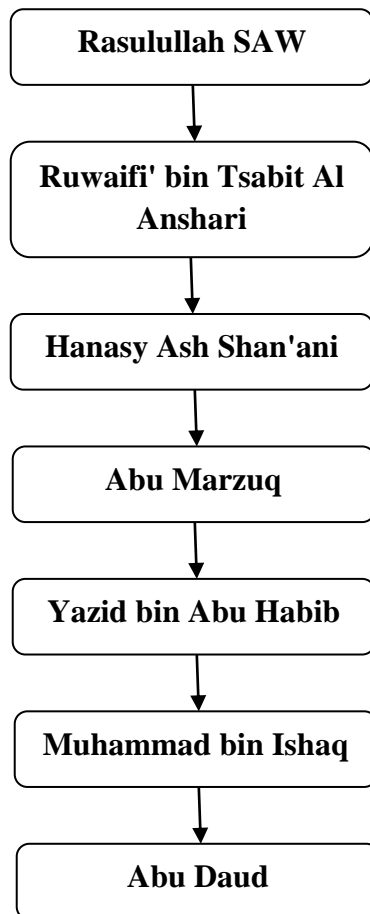 Rasulullah SAW
Ruwaifi' bin Tsabit Al
Anshari
Hanasy Ash Shan'ani
Abu Marzuq
Yazid bin Abu Habib
Muhammad bin Ishaq
Abu Daud